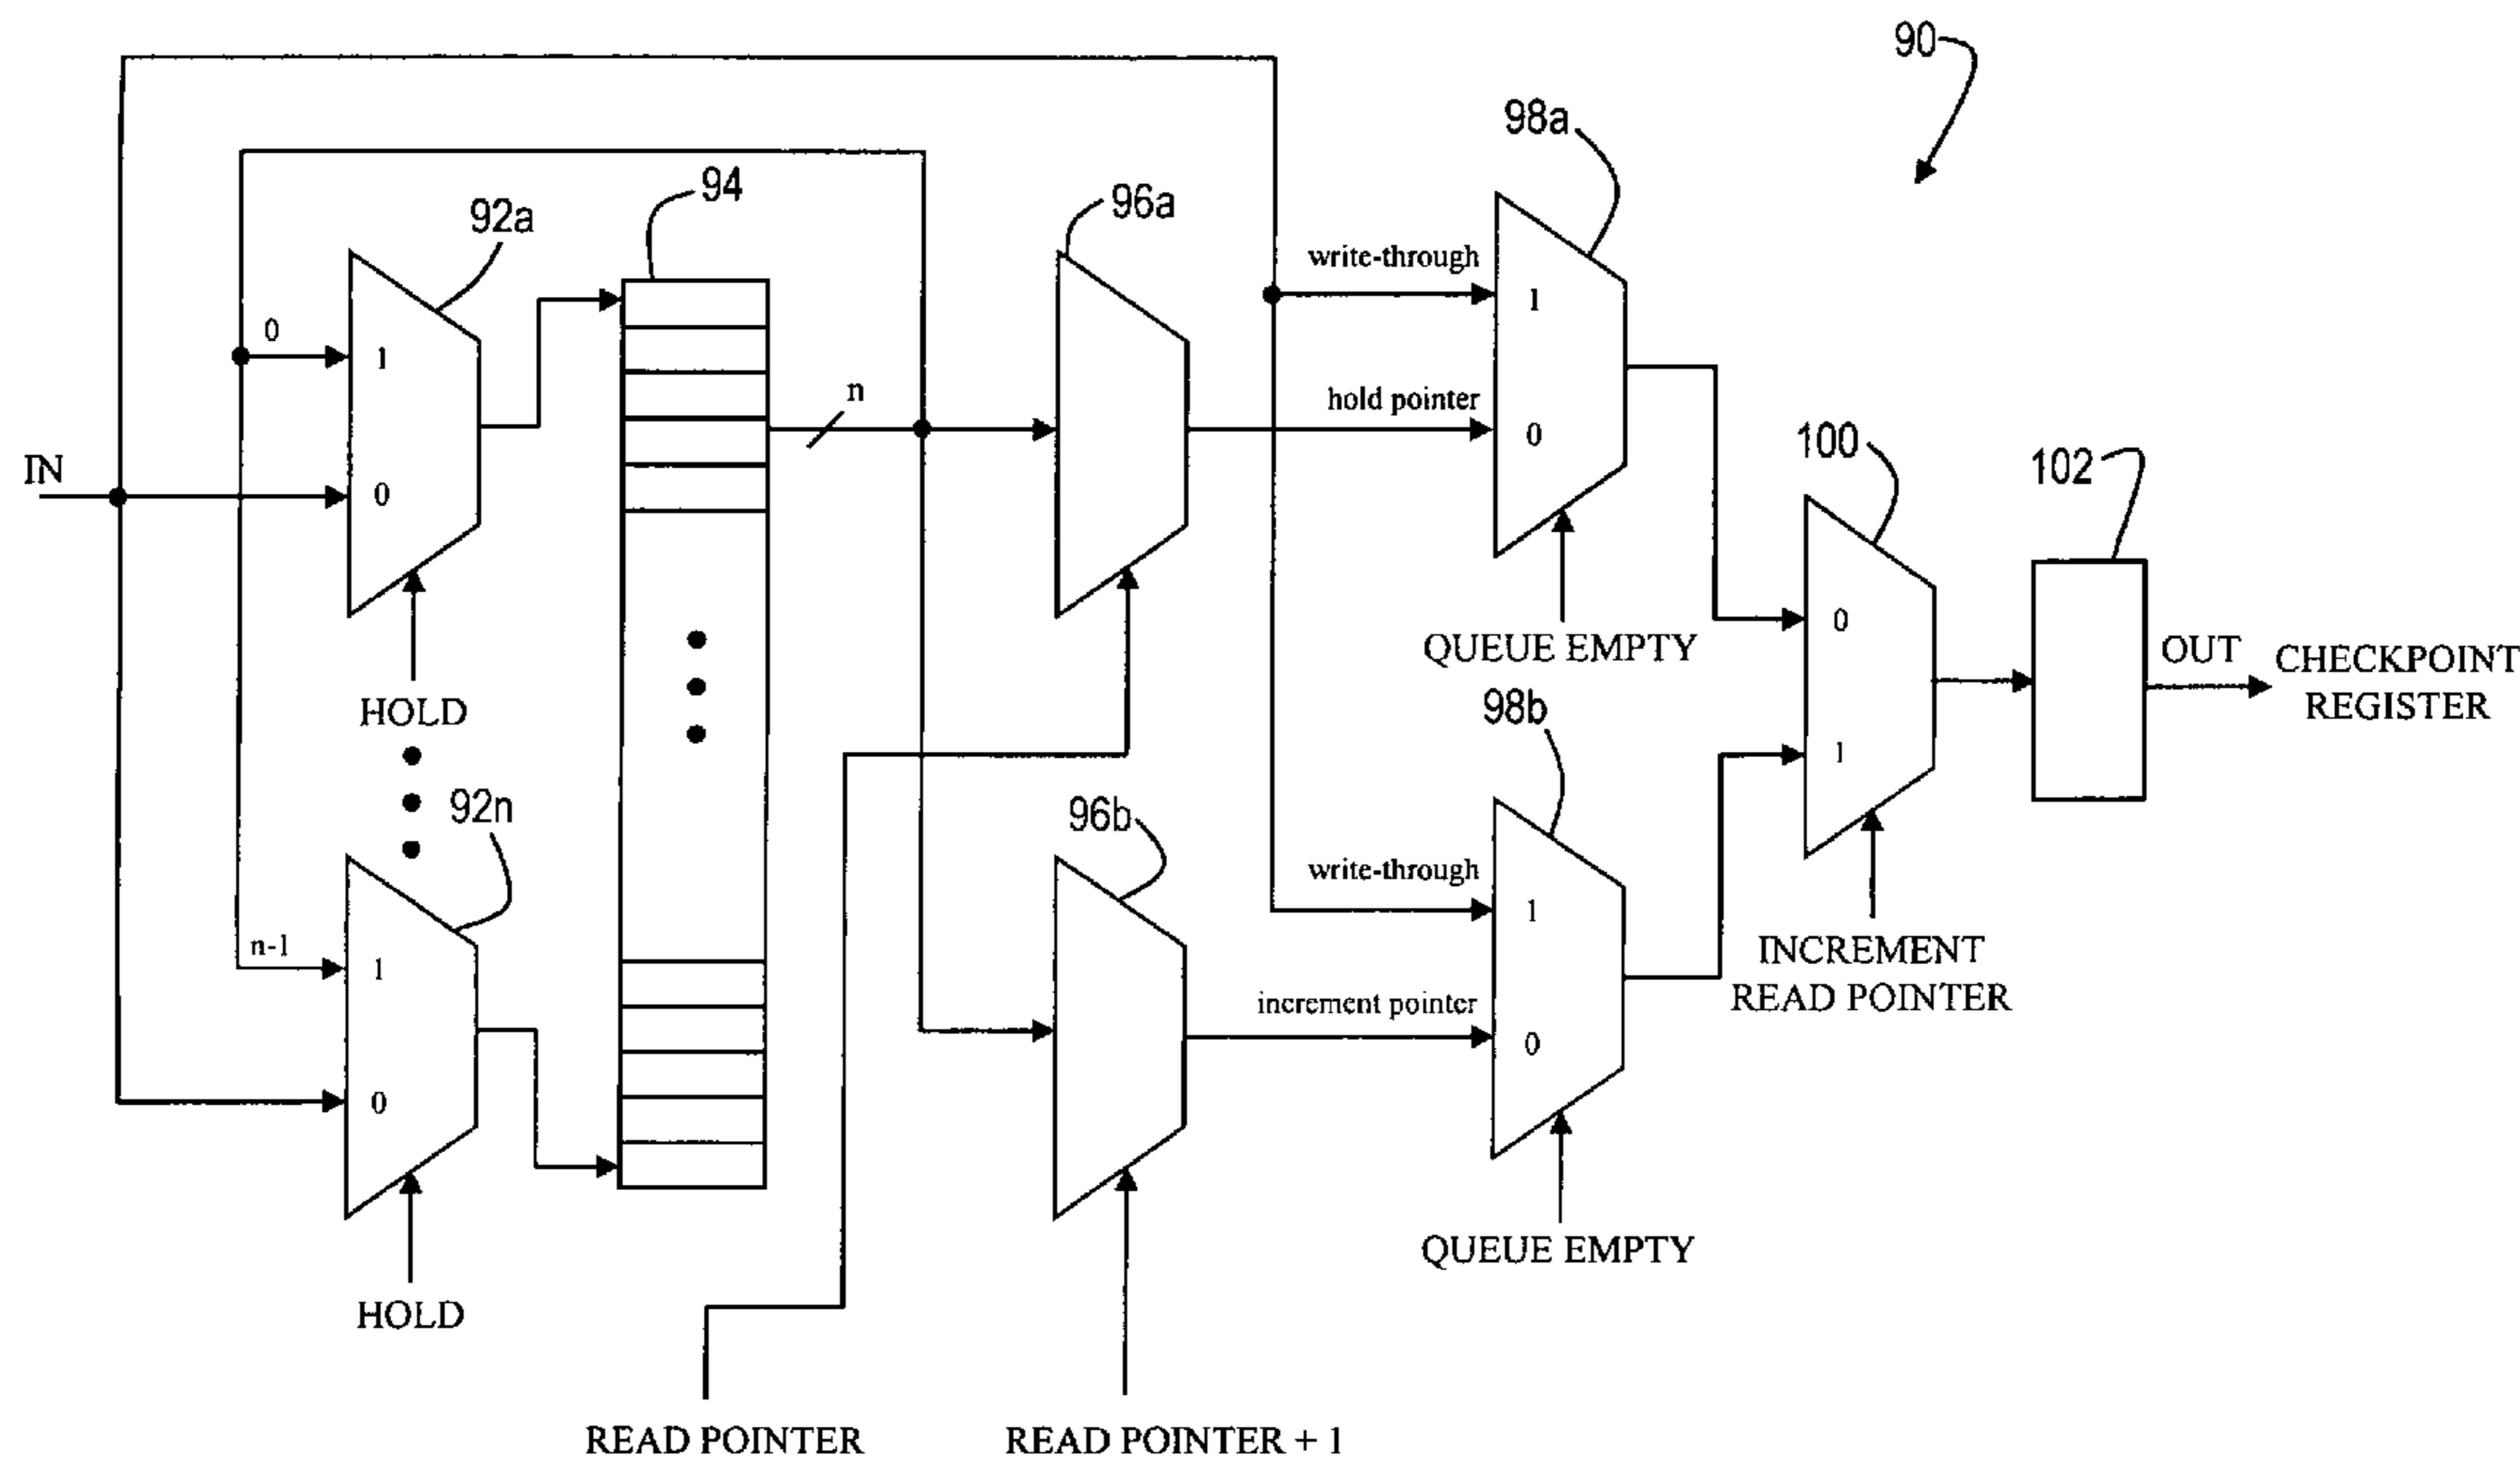 90
98a
94
96a
92a
write-through
0
1
1
n
hold pointer
0
100
102
IN
0
QUEUE EMPTY
0
OUT
CHECKPOINT
REGISTER
HOLD
98b
1
92n
96b
write-through
1
n-1
1
INCREMENT
READ POINTER
increment pointer
0
0
QUEUE EMPTY
HOLD
READ POINTER
READ POINTER + 1